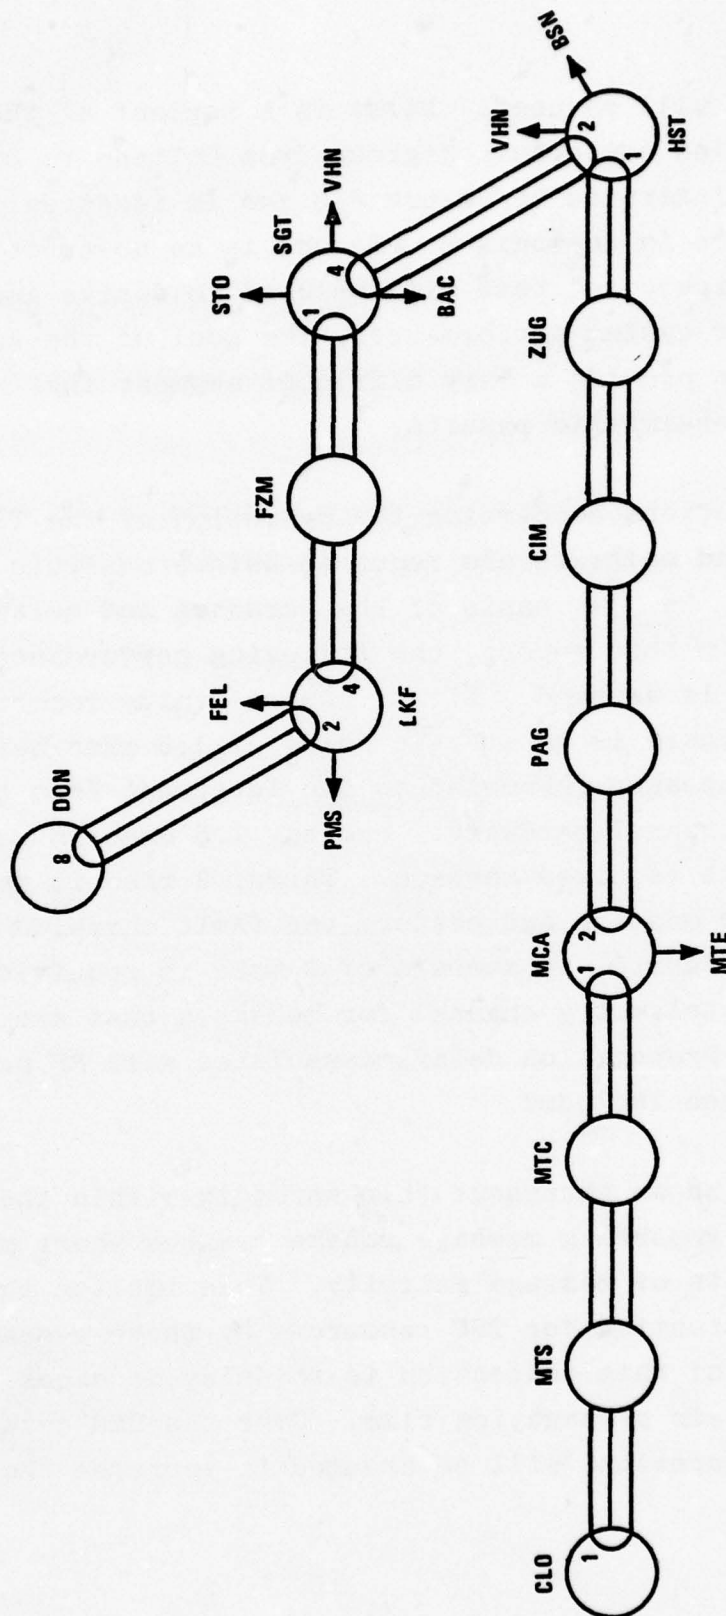 DON
8
STO
SGT
FEL
FZM
1
4
VHN
2
PMS
4
LKF
BAC
VHN
BSN
2
CLO
MTS
MTC
MCA
PAG
CIM
ZUG
1
1
2
1
HST
MTE